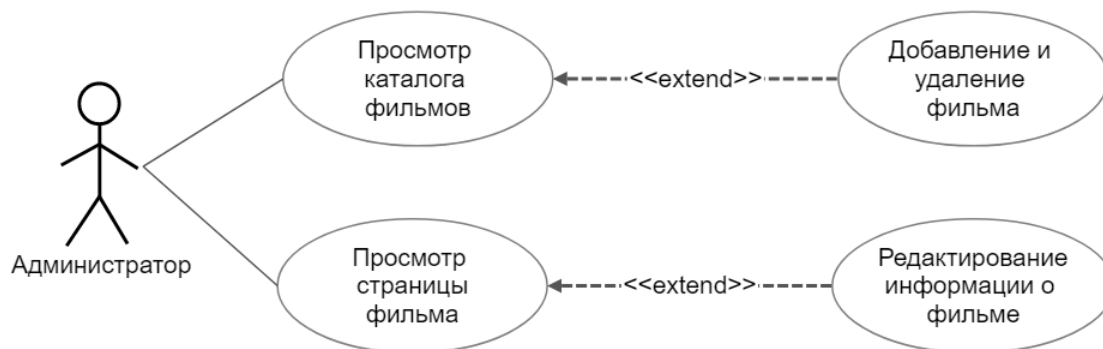 Просмотр
каталога
фильмов
<<extend>>
Добавление и
удаление
фильма
Администратор
Просмотр
страницы
фильма
<<extend>>
Редактирование
информации о
фильме